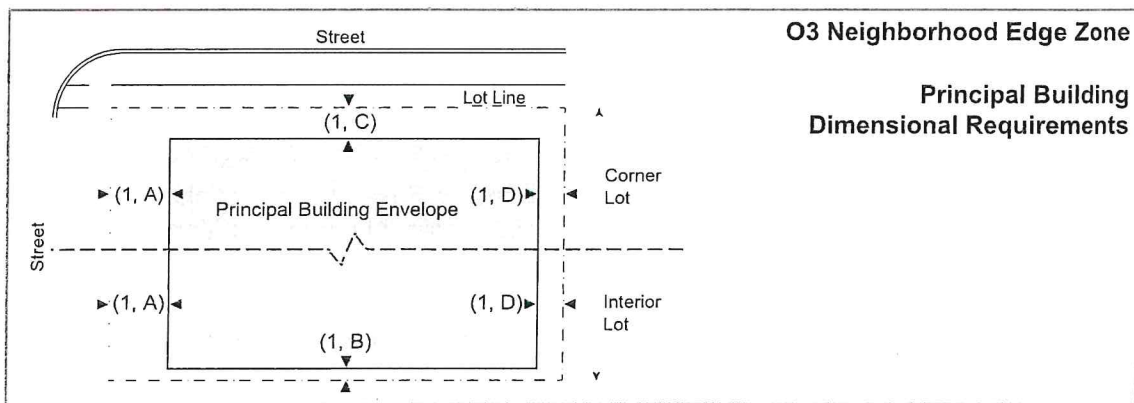 O3 Neighborhood Edge Zone
Principal Building
Dimensional Requirements
Street
Lot Line
(1, C)
(1, A)
(1, D)
Corner
Lot
Principal Building Envelope
Street
(1, A)
(1, D)
Interior
Lot
(1, B)